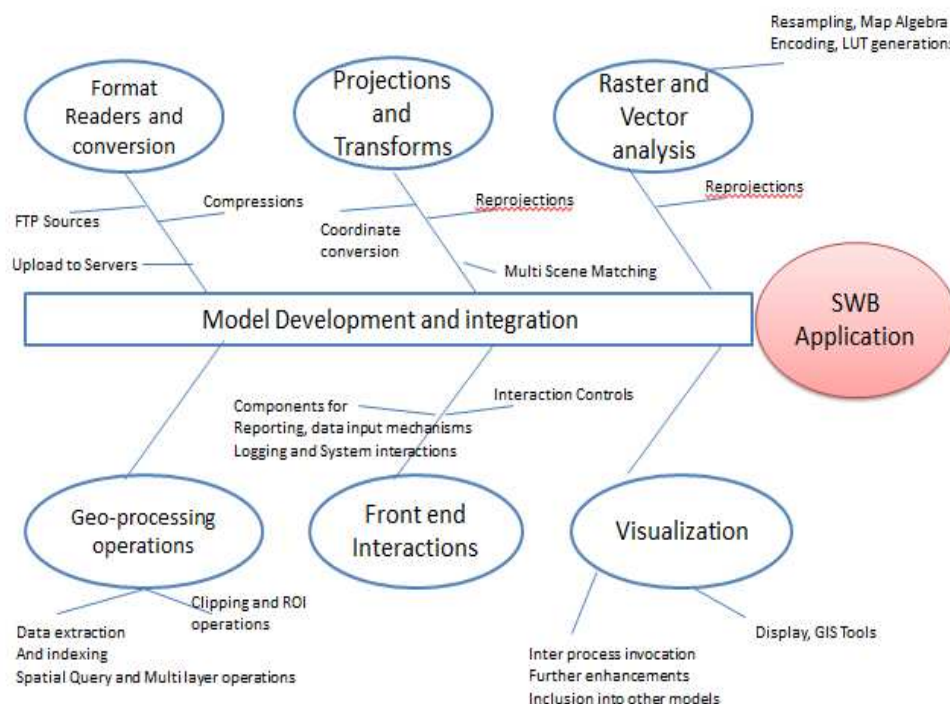 Resampling, Map Algebra
Encoding, LUT generations
Format
Readers and
conversion
Projections
and
Transforms
Raster and
Vector
analysis
FTP Sources
Compressions
Upload to Servers
Coordinate
conversion
Reprojections
Multi Scene Matching
Reprojections
Model Development and integration
SWB
Application
Components for
Reporting, data input mechanisms
Logging and System interactions
Interaction Controls
Geo-processing
operations
Front end
Interactions
Visualization
Clipping and ROI
operations
Data extraction
And indexing
Spatial Query and Multi layer operations
Display, GIS Tools
Inter process invocation
Further enhancements
Inclusion into other models